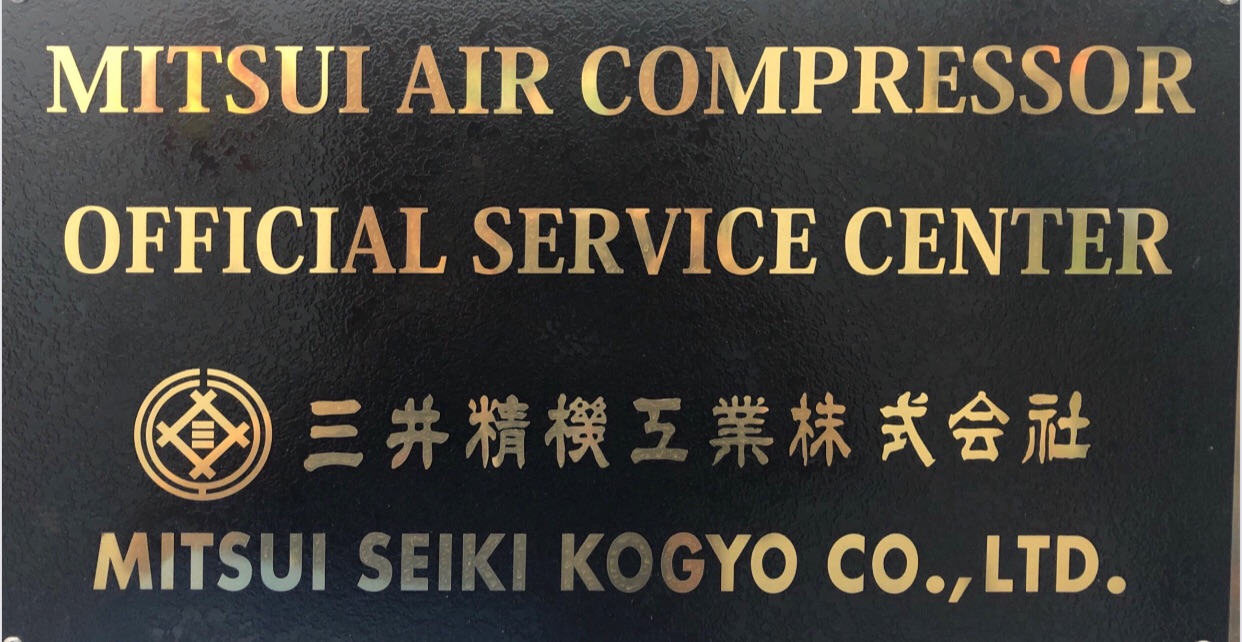 MITSUI AIR COMPRESSOR
OFFICIAL SERVICE CENTER
三井精機工業株式会社
MITSUI SEIKI KOGYO CO.,LTD.